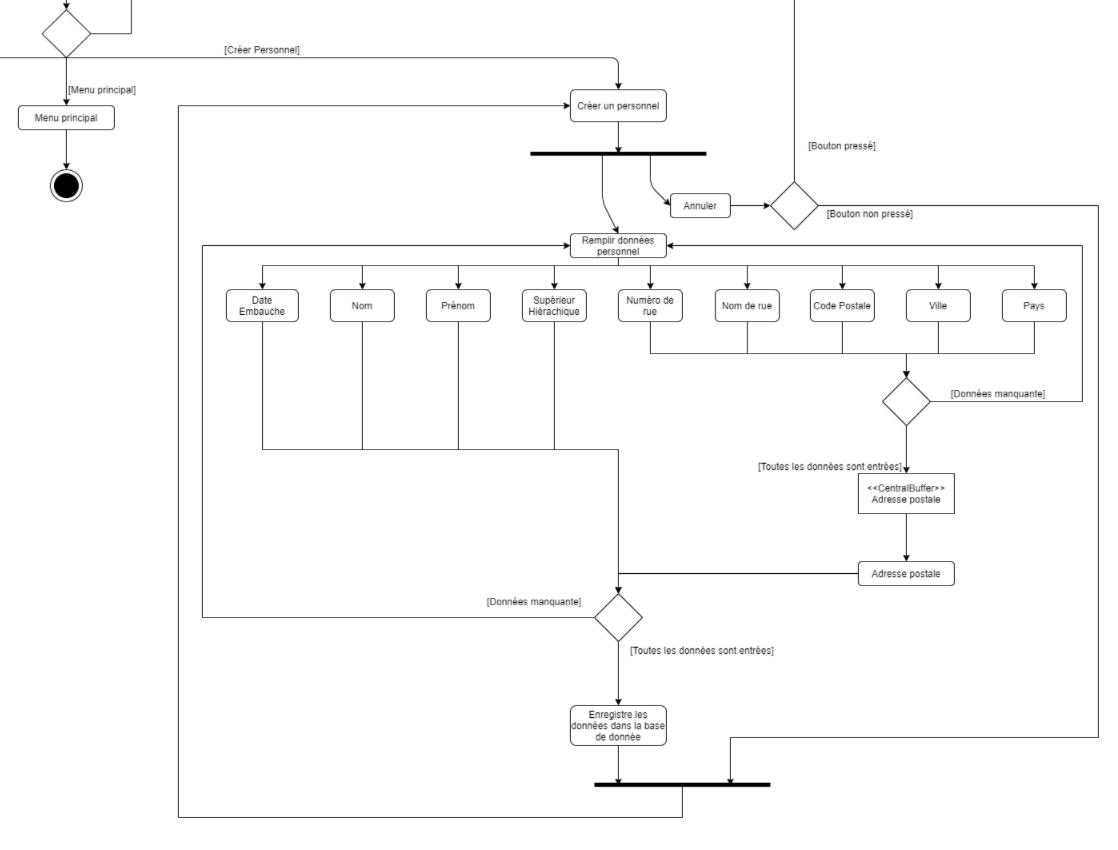 [Créer Personnel]
[Menu principal]
Menu principal
Créer un personnel
[Bouton pressé]
Annuler
[Bouton non pressé]
Remplir données
personnel
Date
Embauche
Nom
Prénom
Supérieur
Hiérachique
Numéro de
rue
Nom de rue
Code Postale
Ville
Pays
[Données manquante]
[Toutes les données sont entrées]
<<CentralBuffer>>
Adresse postale
Adresse postale
[Données manquante]
[Toutes les données sont entrées]
Enregistre les
données dans la base
de donnée